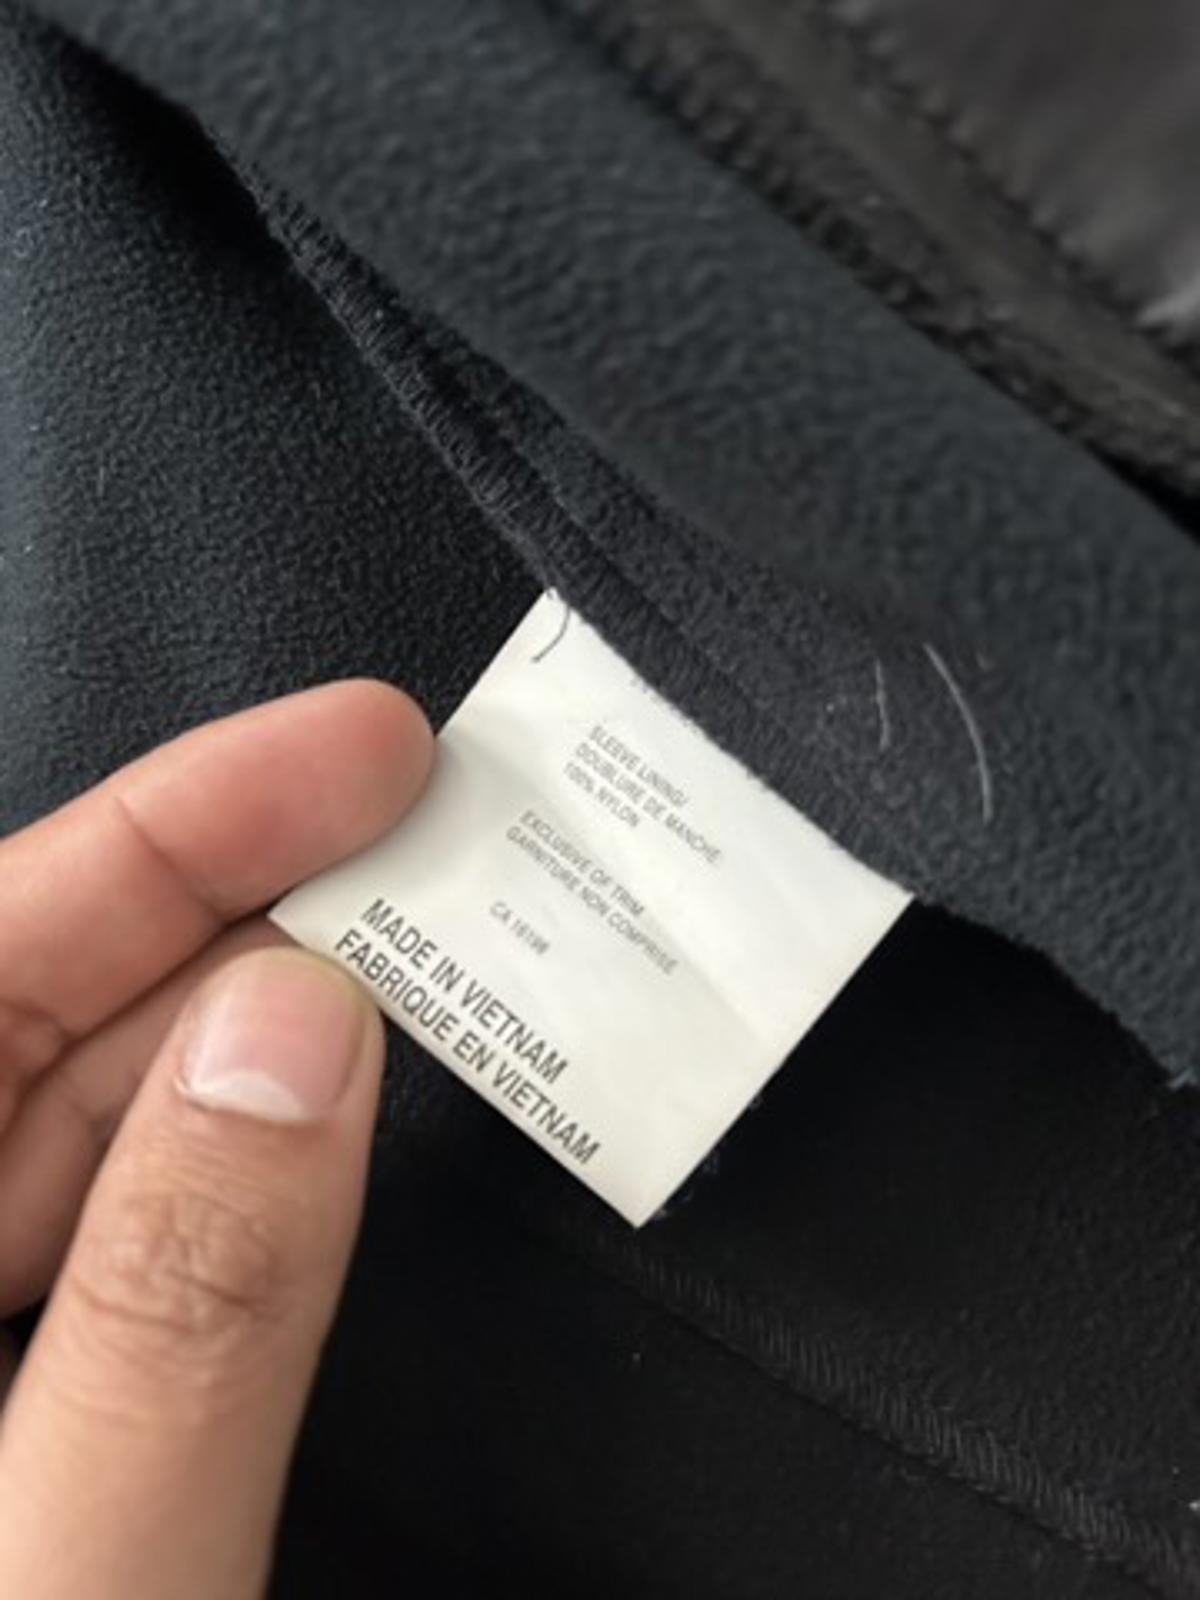 SLEEVE LINING/
DOUBLURE DE MANCHE:
100% NYLON
EXCLUSIVE OF TRIM
GARNITURE NON COMPRISE
CA 16198
MADE IN VIETNAM
FABRIQUE EN VIETNAM